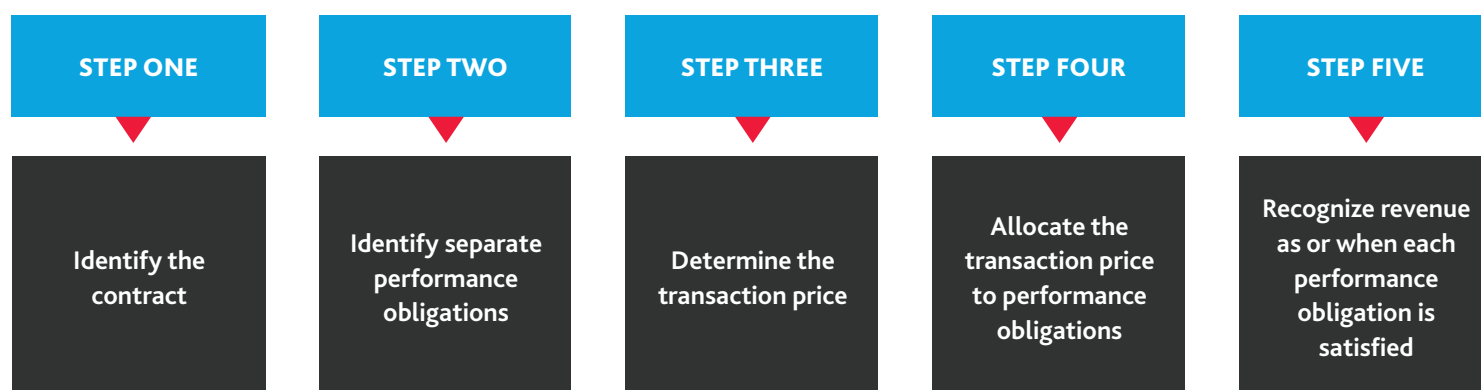 STEP ONE
STEP TWO
STEP THREE
STEP FOUR
STEP FIVE
Identify the
contract
Identify separate
performance
obligations
Determine the
transaction price
Allocate the
transaction price
to performance
obligations
Recognize revenue
as or when each
performance
obligation is
satisfied